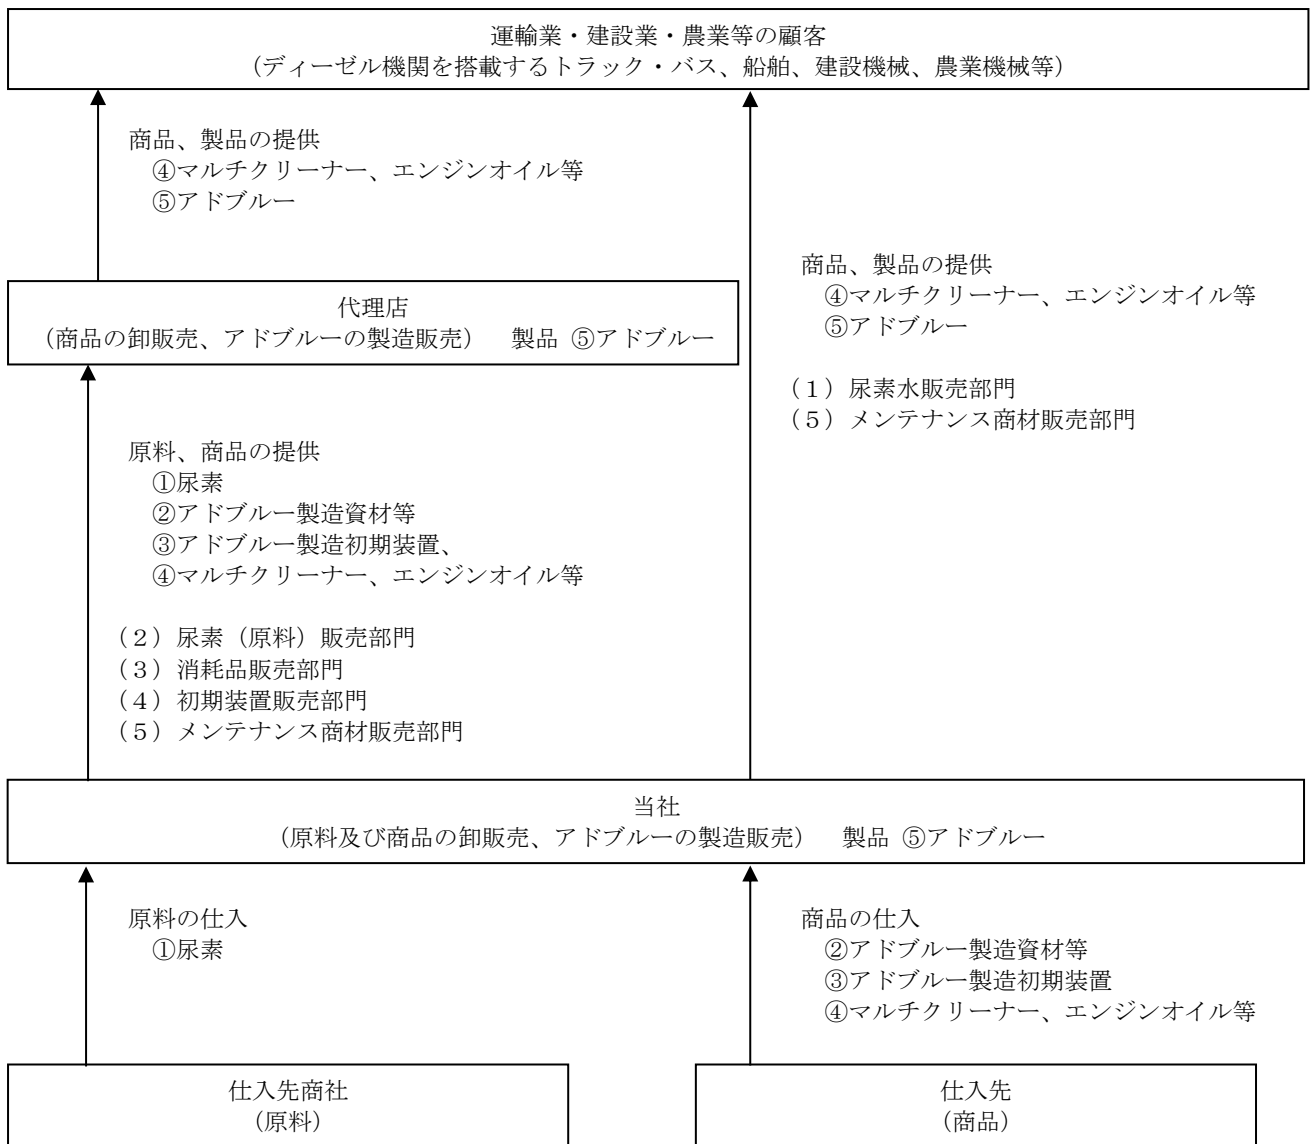 運輸業・建設業・農業等の顧客
（ディーゼル機関を搭載するトラック・バス、船舶、建設機械、農業機械等）
商品、製品の提供
④マルチクリーナー、エンジンオイル等
⑤アドブルー
商品、製品の提供
④マルチクリーナー、エンジンオイル等
⑤アドブルー
（１）尿素水販売部門
（５）メンテナンス商材販売部門
代理店
（商品の卸販売、アドブルーの製造販売）　製品 ⑤アドブルー
原料、商品の提供
①尿素
②アドブルー製造資材等
③アドブルー製造初期装置、
④マルチクリーナー、エンジンオイル等
（２）尿素（原料）販売部門
（３）消耗品販売部門
（４）初期装置販売部門
（５）メンテナンス商材販売部門
当社
（原料及び商品の卸販売、アドブルーの製造販売）　製品 ⑤アドブルー
原料の仕入
①尿素
商品の仕入
②アドブルー製造資材等
③アドブルー製造初期装置
④マルチクリーナー、エンジンオイル等
仕入先商社
（原料）
仕入先
（商品）